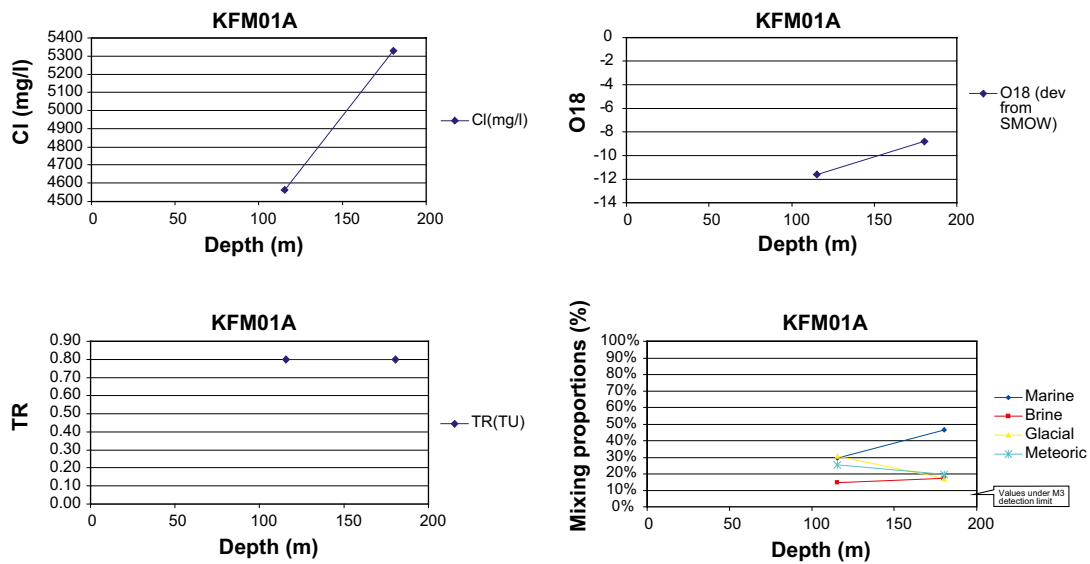 KFM01A
Cl (mg/l)
5400
5300
5200
5100
5000
4900
4800
4700
4600
4500
0 50 100 150 200
Depth (m)
Cl(mg/l)
KFM01A
O18
0
-2
-4
-6
-8
-10
-12
-14
0 50 100 150 200
Depth (m)
O18 (dev
from
SMOW)
KFM01A
TR
0.90
0.80
0.70
0.60
0.50
0.40
0.30
0.20
0.10
0.00
0 50 100 150 200
Depth (m)
TR(TU)
KFM01A
Mixing proportions (%)
100%
90%
80%
70%
60%
50%
40%
30%
20%
10%
0%
0 50 100 150 200
Depth (m)
Marine
Brine
Glacial
Meteoric
Values under M3
detection limit